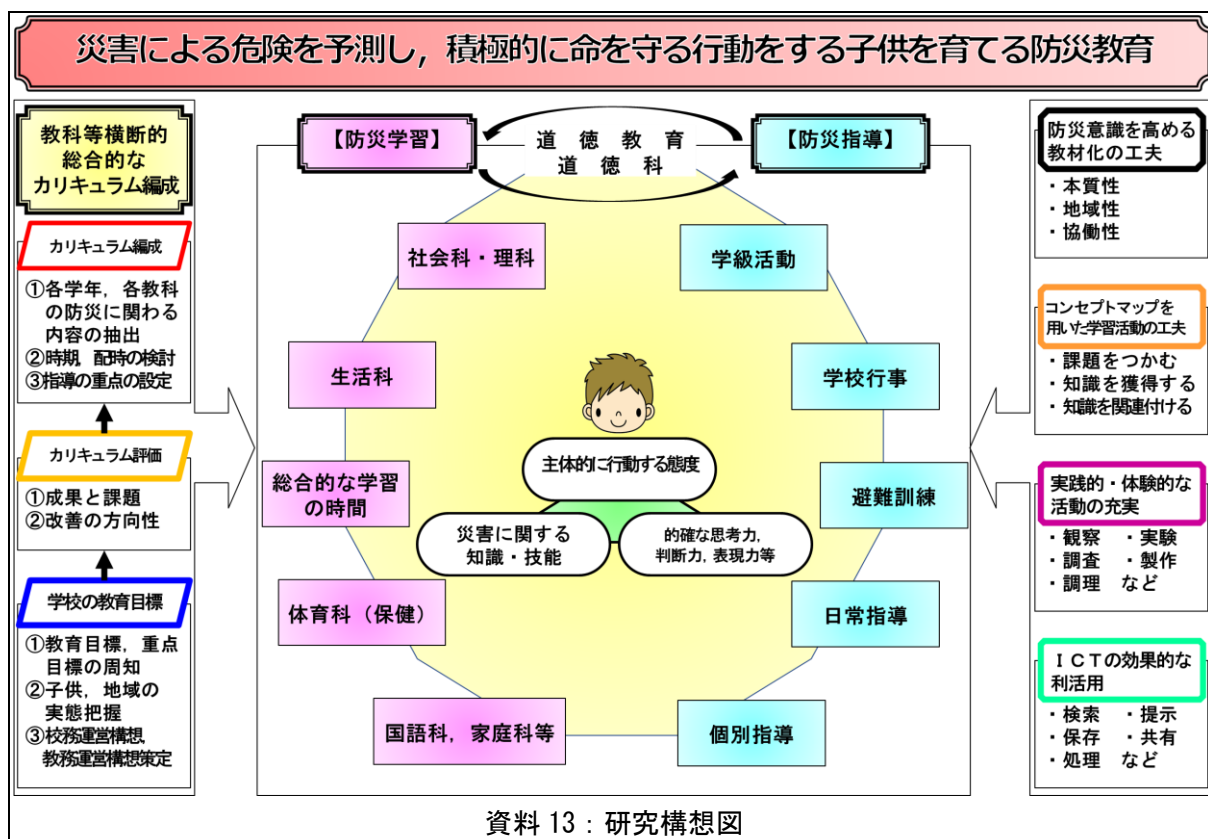 災害による危険を予測し，積極的に命を守る行動をする子供を育てる防災教育
教科等横断的
総合的な
カリキュラム編成
カリキュラム編成
①各学年，各教科
の防災に関わる
内容の抽出
②時期，配時の検討
③指導の重点の設定
カリキュラム評価
①成果と課題
②改善の方向性
学校の教育目標
①教育目標，重点
目標の周知
②子供，地域の
実態把握
③校務運営構想，
教務運営構想策定
【防災学習】
道徳教育
道徳科
【防災指導】
社会科・理科
生活科
総合的な学習
の時間
体育科（保健）
国語科，家庭科等
学級活動
学校行事
避難訓練
日常指導
個別指導
主体的に行動する態度
災害に関する
知識・技能
的確な思考力，
判断力，表現力等
防災意識を高める
教材化の工夫
・本質性
・地域性
・協働性
コンセプトマップを
用いた学習活動の工夫
・課題をつかむ
・知識を獲得する
・知識を関連付ける
実践的・体験的な
活動の充実
・観察　・実験
・調査　・製作
・調理　など
ＩＣＴの効果的な
利活用
・検索　・提示
・保存　・共有
・処理　など
資料13：研究構想図